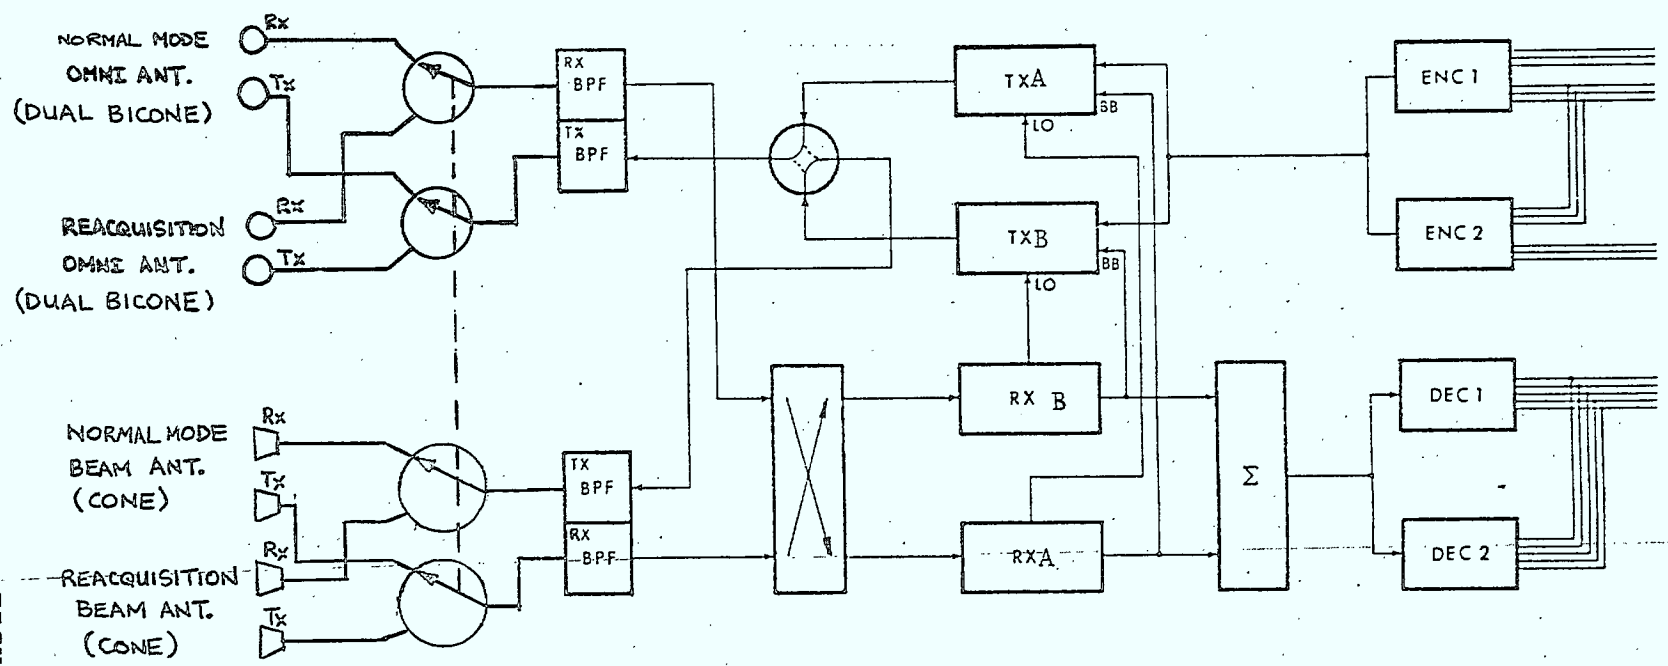 NORMAL MODE
OMNI ANT.
(DUAL BICONE)
Rx
Tx
REACQUISITION
OMNI ANT.
(DUAL BICONE)
Rx
Tx
NORMAL MODE
BEAM ANT.
(CONE)
Rx
Tx
REACQUISITION
BEAM ANT.
(CONE)
Rx
Tx
RX
BPF
TX
BPF
TX
BPF
RX
BPF
TXA
BB
LO
TXB
BB
LO
RX B
RXA
Σ
ENC 1
ENC 2
DEC 1
DEC 2